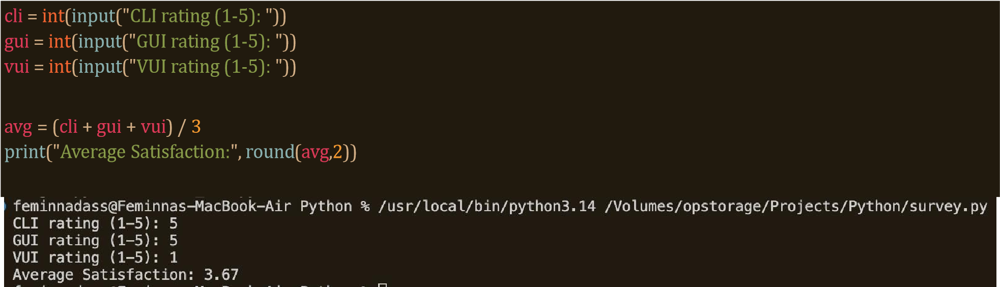 cli = int(input("CLI rating (1-5): "))
gui = int(input("GUI rating (1-5): "))
vui = int(input("VUI rating (1-5): "))
avg = (cli + gui + vui) / 3
print("Average Satisfaction:", round(avg,2))
feminnadass@Feminnas-MacBook-Air Python % /usr/local/bin/python3.14 /Volumes/opstorage/Projects/Python/survey.py
CLI rating (1-5): 5
GUI rating (1-5): 5
VUI rating (1-5): 1
Average Satisfaction: 3.67